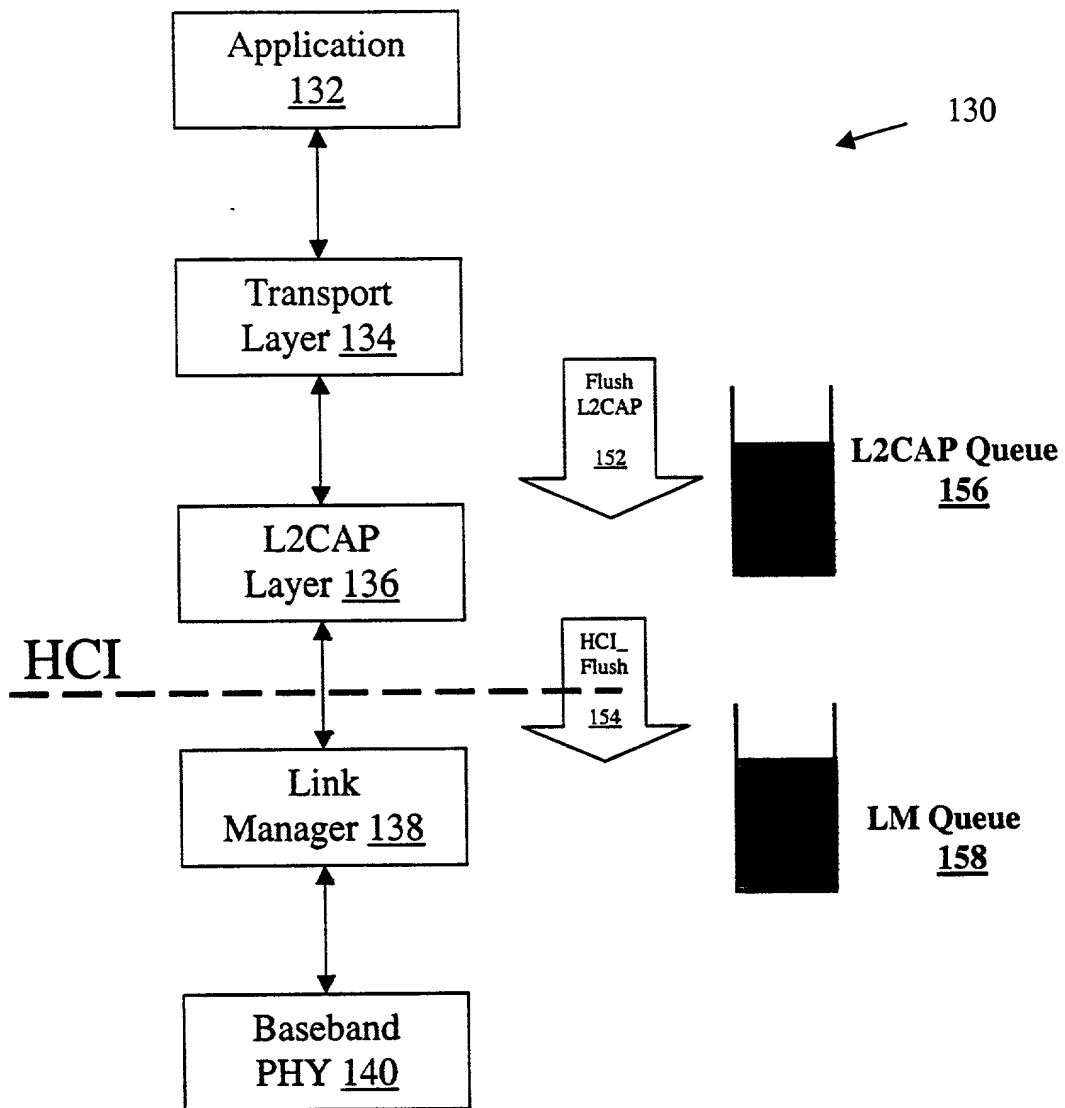 Application
132
130
Transport
Layer 134
Flush
L2CAP
152
L2CAP Queue
156
L2CAP
Layer 136
HCI
HCI_
Flush
154
Link
Manager 138
LM Queue
158
Baseband
PHY 140